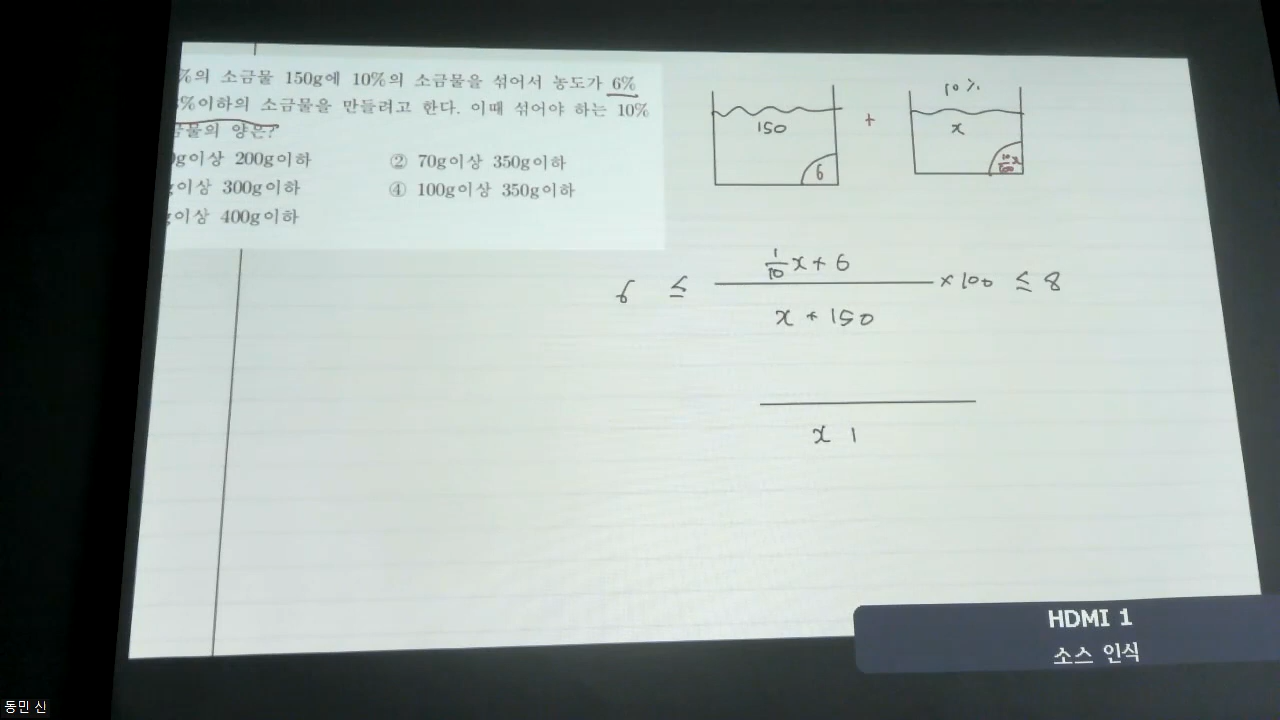 %의 소금물 150g에 10%의 소금물을 섞어서 농도가 6%
%이하의 소금물을 만들려고 한다. 이때 섞어야 하는 10%
금물의 양은?
0g이상 200g이하
② 70g이상 350g이하
g이상 300g이하
④ 100g이상 350g이하
g이상 400g이하
150
6
+
10%
x
10/100 x
6 ≤ (1/10 x + 6)/(x + 150) × 100 ≤ 8
x 1
HDMI 1
소스 인식
동민 신